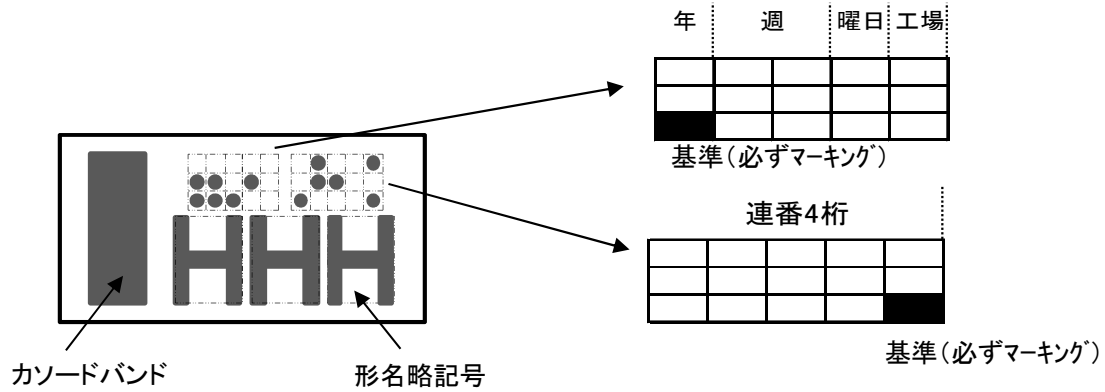 年 週 曜日 工場
基準（必ずマーキング）
連番4桁
基準（必ずマーキング）
HHH
カソードバンド 形名略記号